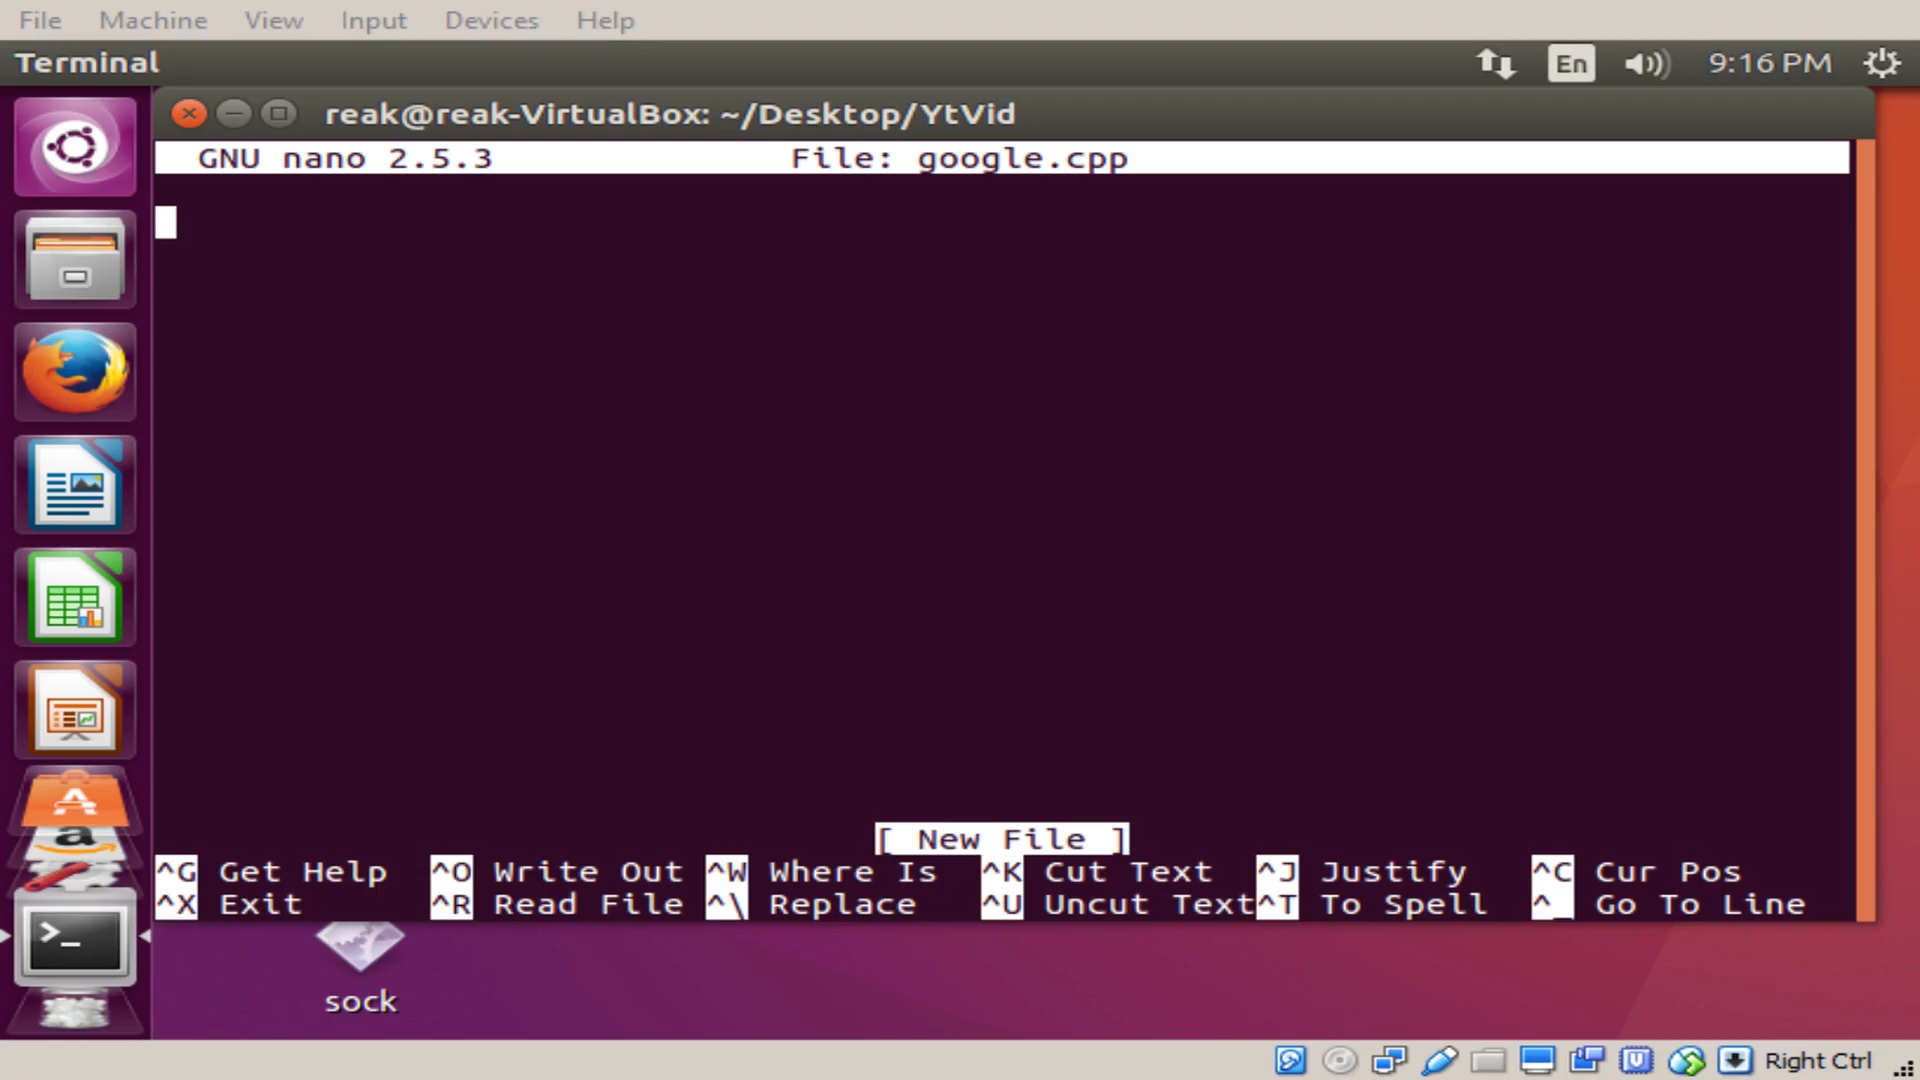 File Machine View Input Devices Help
Terminal En 9:16 PM
reak@reak-VirtualBox: ~/Desktop/YtVid
GNU nano 2.5.3 File: google.cpp
[ New File ]
^G Get Help ^O Write Out ^W Where Is ^K Cut Text ^J Justify ^C Cur Pos
^X Exit ^R Read File ^\ Replace ^U Uncut Text ^T To Spell ^_ Go To Line
sock
Right Ctrl